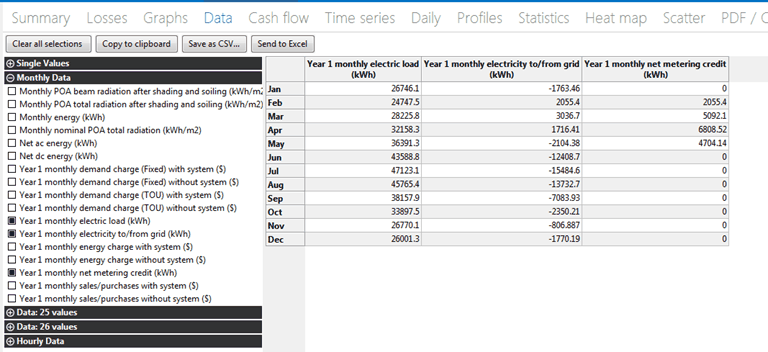 Summary Losses Graphs Data Cash flow Time series Daily Profiles Statistics Heat map Scatter PDF / C
Clear all selections Copy to clipboard Save as CSV... Send to Excel
Single Values
Monthly Data
Monthly POA beam radiation after shading and soiling (kWh/m2
Monthly POA total radiation after shading and soiling (kWh/m2
Monthly energy (kWh)
Monthly nominal POA total radiation (kWh/m2)
Net ac energy (kWh)
Net dc energy (kWh)
Year 1 monthly demand charge (Fixed) with system ($)
Year 1 monthly demand charge (Fixed) without system ($)
Year 1 monthly demand charge (TOU) with system ($)
Year 1 monthly demand charge (TOU) without system ($)
Year 1 monthly electric load (kWh)
Year 1 monthly electricity to/from grid (kWh)
Year 1 monthly energy charge with system ($)
Year 1 monthly energy charge without system ($)
Year 1 monthly net metering credit (kWh)
Year 1 monthly sales/purchases with system ($)
Year 1 monthly sales/purchases without system ($)
Data: 25 values
Data: 26 values
Hourly Data
Year 1 monthly electric load Year 1 monthly electricity to/from grid Year 1 monthly net metering credit
(kWh) (kWh) (kWh)
Jan 26746.1 -1763.46 0
Feb 24747.5 2055.4 2055.4
Mar 28225.8 3036.7 5092.1
Apr 32158.3 1716.41 6808.52
May 36391.3 -2104.38 4704.14
Jun 43588.8 -12408.7 0
Jul 47123.1 -15484.6 0
Aug 45765.4 -13732.7 0
Sep 38157.9 -7083.93 0
Oct 33897.5 -2350.21 0
Nov 26770.1 -806.887 0
Dec 26001.3 -1770.19 0